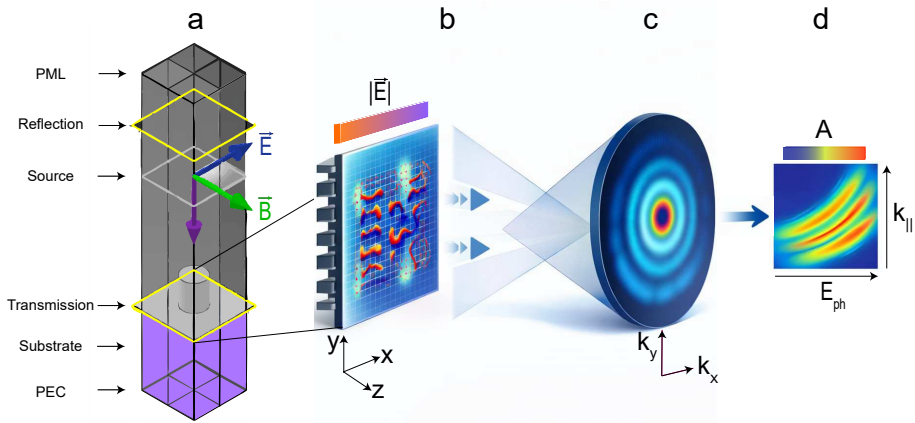 a
b
c
d
PML
Reflection
Source
Transmission
Substrate
PEC
E⃗
B⃗
|E⃗|
y
x
z
k_y
k_x
A
k_||
E_ph